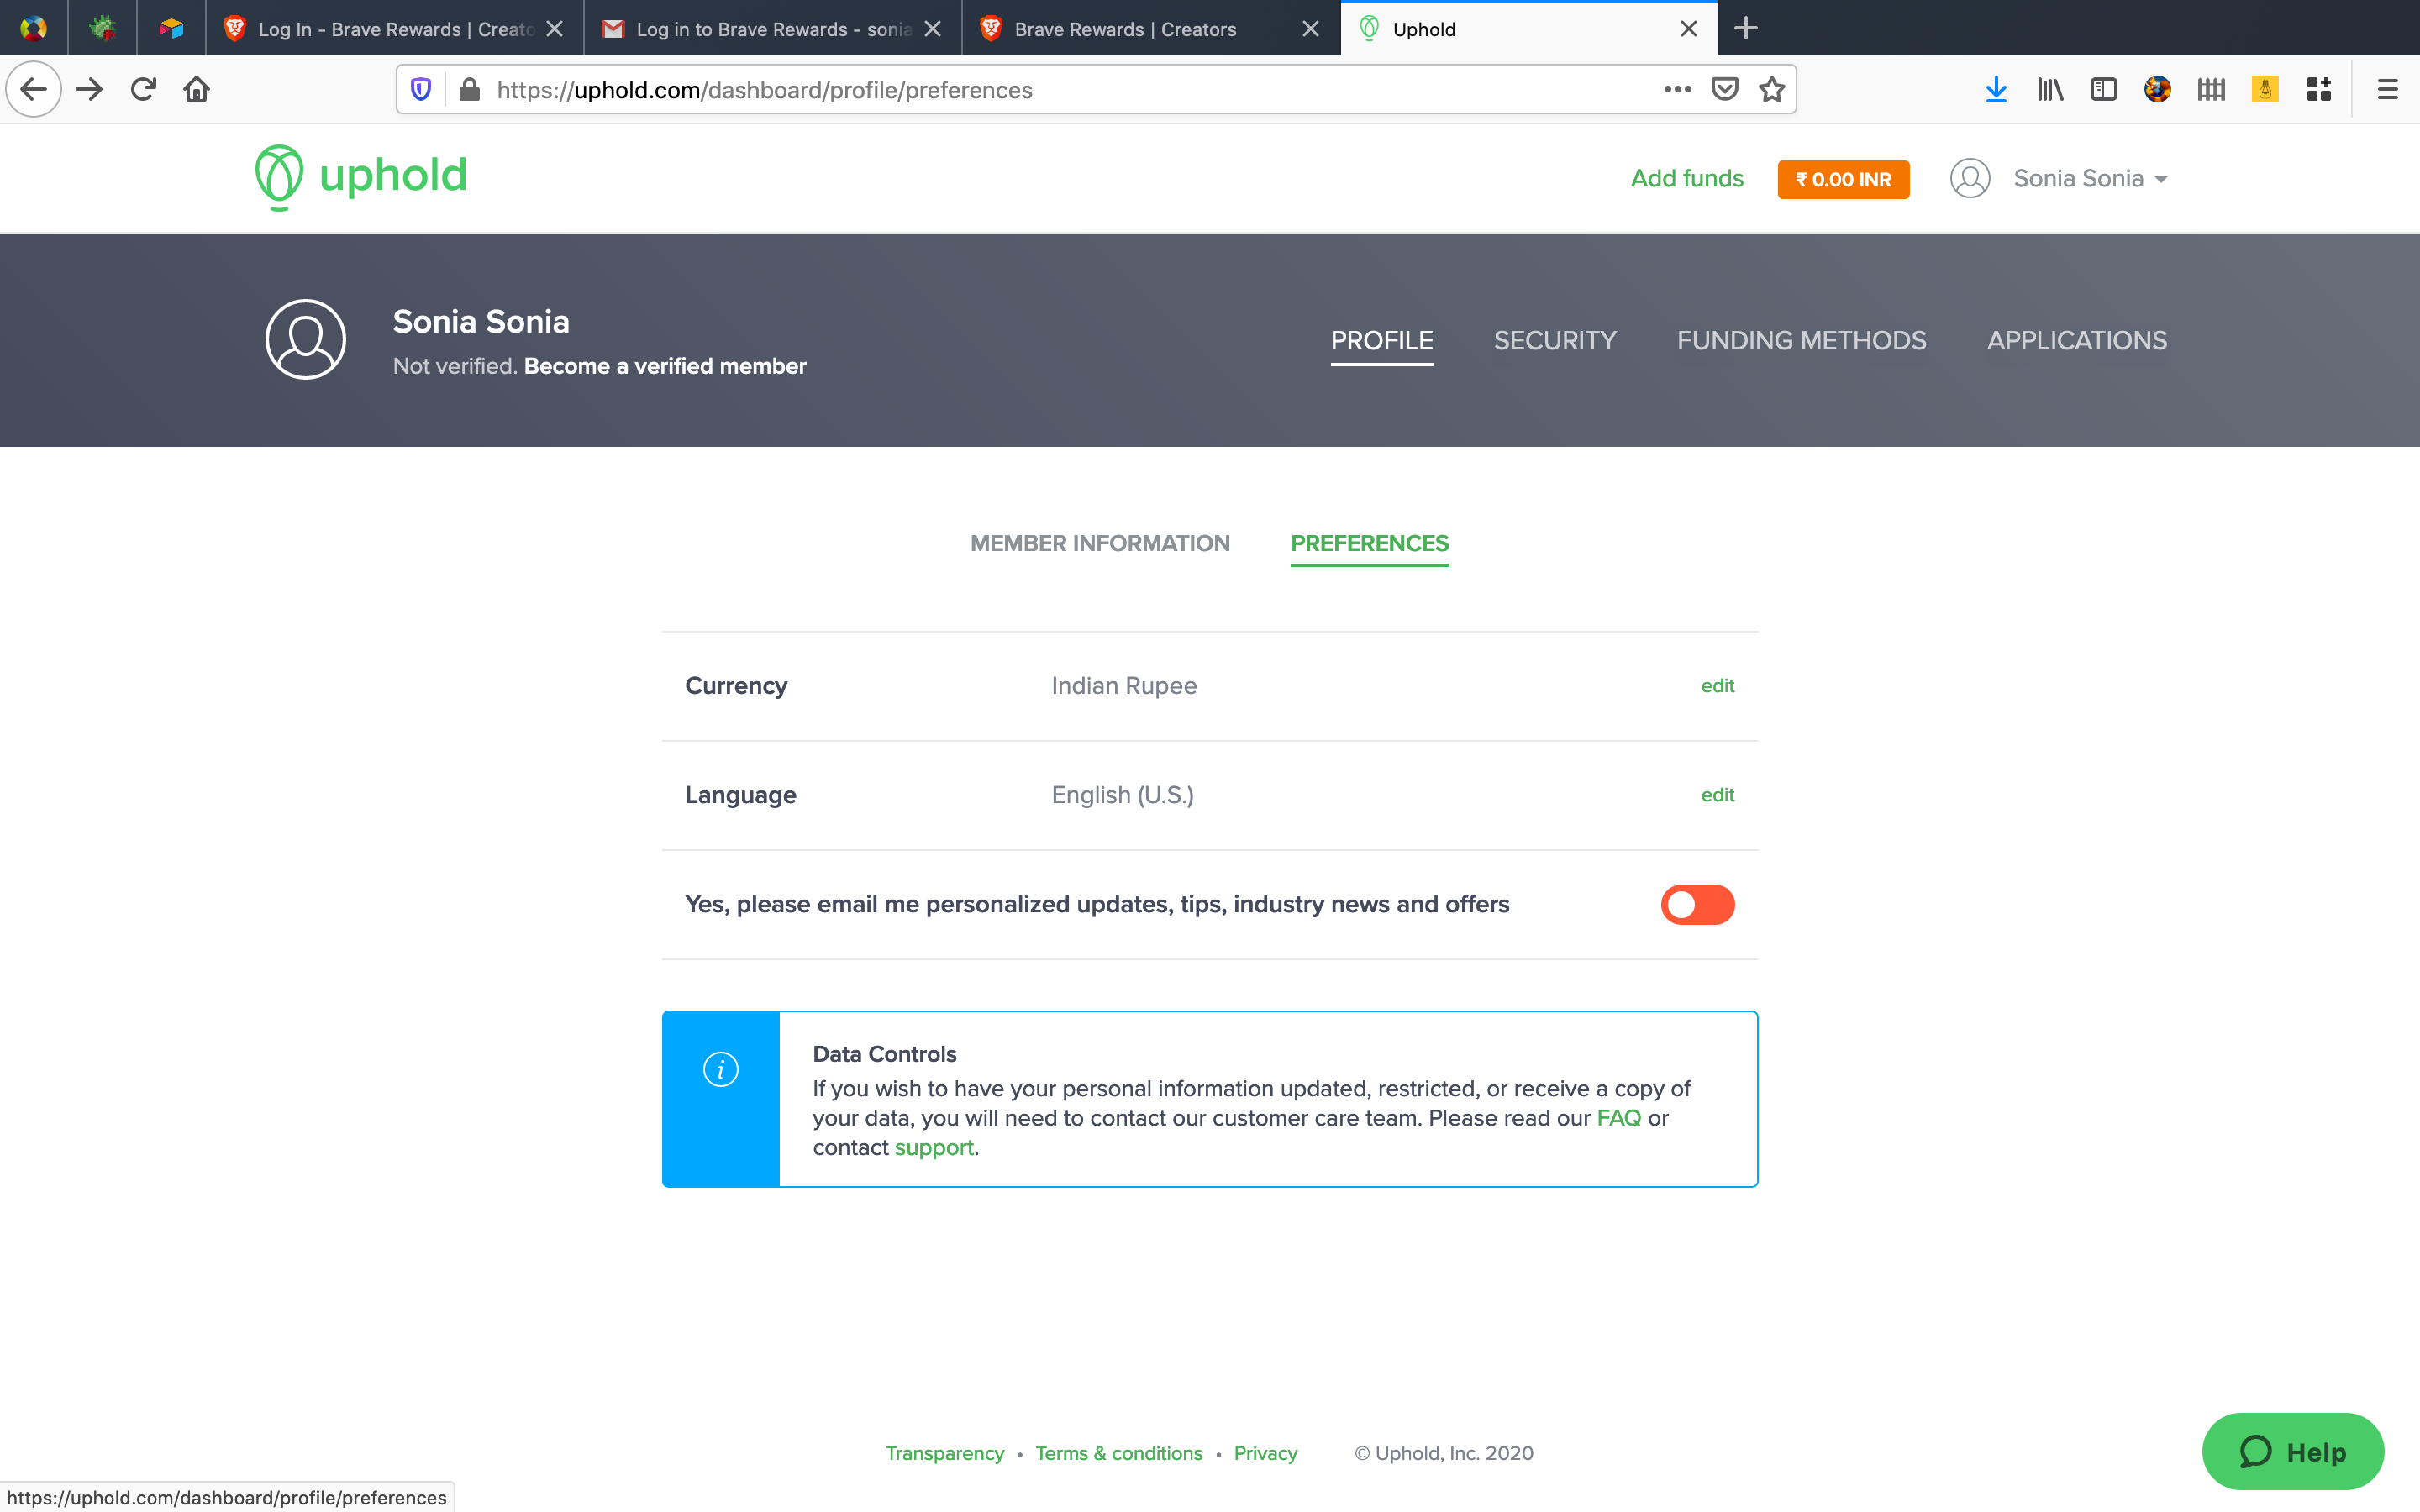 Log In - Brave Rewards | Creato
Log in to Brave Rewards - sonia
Brave Rewards | Creators
Uphold
https://uphold.com/dashboard/profile/preferences
uphold
Add funds
₹ 0.00 INR
Sonia Sonia
Sonia Sonia
Not verified. Become a verified member
PROFILE
SECURITY
FUNDING METHODS
APPLICATIONS
MEMBER INFORMATION
PREFERENCES
Currency
Indian Rupee
edit
Language
English (U.S.)
edit
Yes, please email me personalized updates, tips, industry news and offers
Data Controls
If you wish to have your personal information updated, restricted, or receive a copy of
your data, you will need to contact our customer care team. Please read our FAQ or
contact support.
Transparency • Terms & conditions • Privacy
© Uphold, Inc. 2020
Help
https://uphold.com/dashboard/profile/preferences